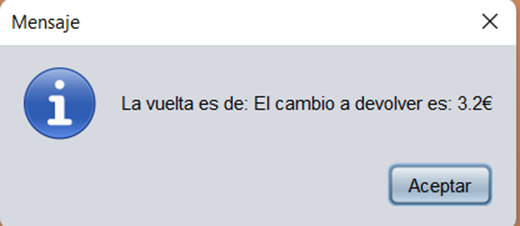 Mensaje
La vuelta es de: El cambio a devolver es: 3.2€
Aceptar